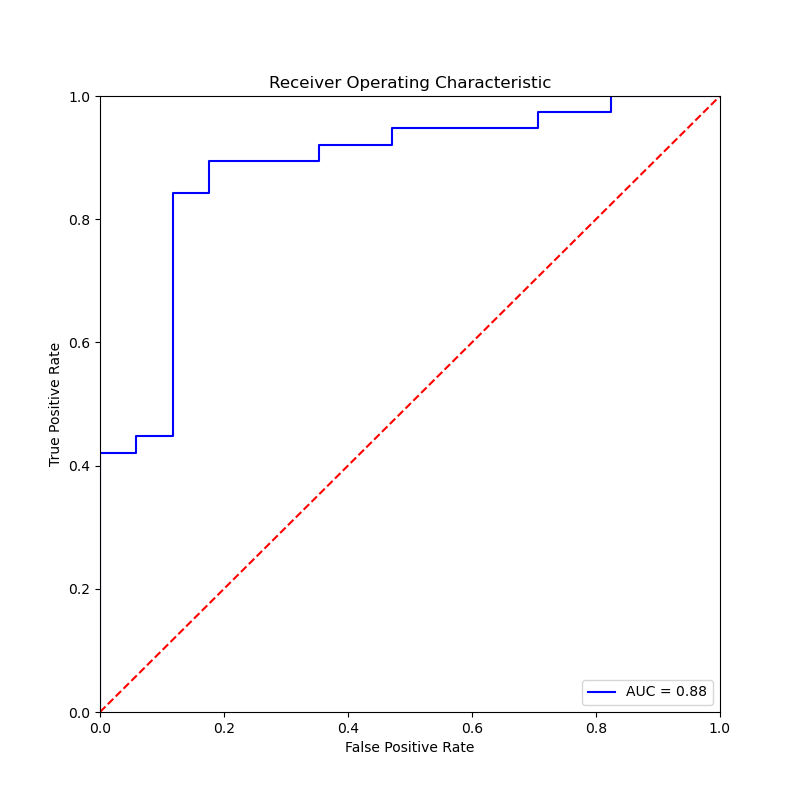 Receiver Operating Characteristic
1.0
0.8
0.6
0.4
0.2
0.0
True Positive Rate
AUC = 0.88
0.0 0.2 0.4 0.6 0.8 1.0
False Positive Rate